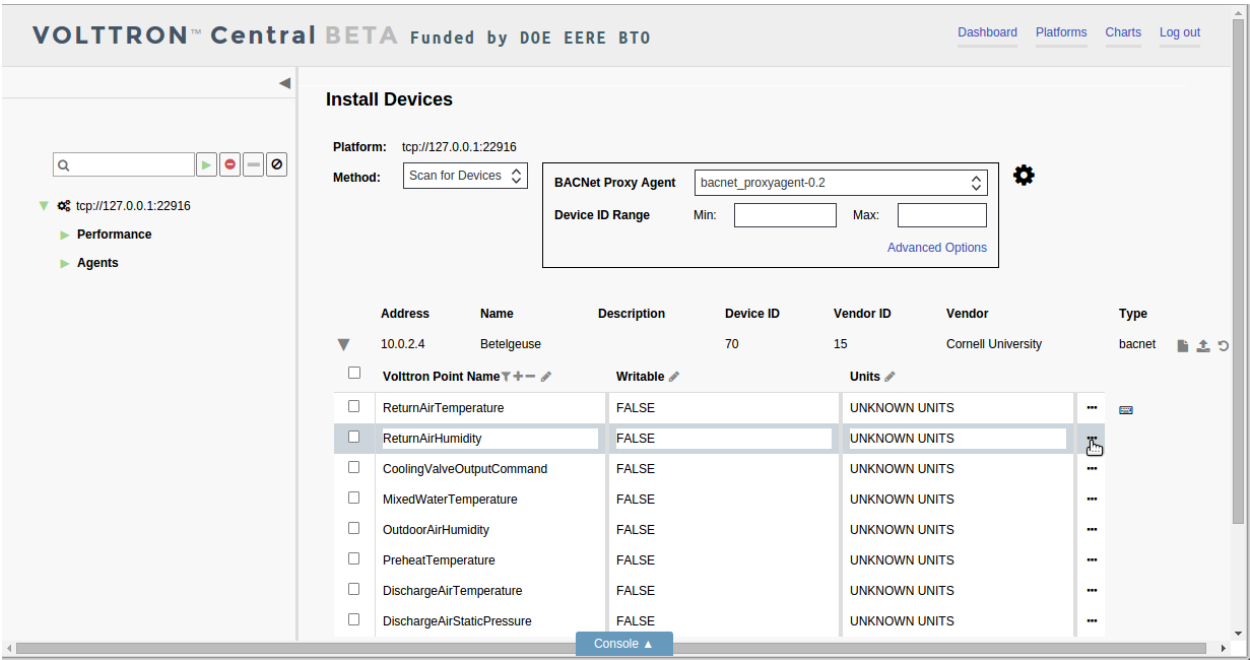 VOLTTRON™ Central BETA Funded by DOE EERE BTO
Dashboard Platforms Charts Log out
Install Devices
Platform: tcp://127.0.0.1:22916
Method: Scan for Devices
BACNet Proxy Agent bacnet_proxyagent-0.2
Device ID Range Min: Max:
Advanced Options
tcp://127.0.0.1:22916
Performance
Agents
Address Name Description Device ID Vendor ID Vendor Type
10.0.2.4 Betelgeuse 70 15 Cornell University bacnet
Volttron Point Name Writable Units
ReturnAirTemperature FALSE UNKNOWN UNITS
ReturnAirHumidity FALSE UNKNOWN UNITS
CoolingValveOutputCommand FALSE UNKNOWN UNITS
MixedWaterTemperature FALSE UNKNOWN UNITS
OutdoorAirHumidity FALSE UNKNOWN UNITS
PreheatTemperature FALSE UNKNOWN UNITS
DischargeAirTemperature FALSE UNKNOWN UNITS
DischargeAirStaticPressure FALSE UNKNOWN UNITS
Console ▲